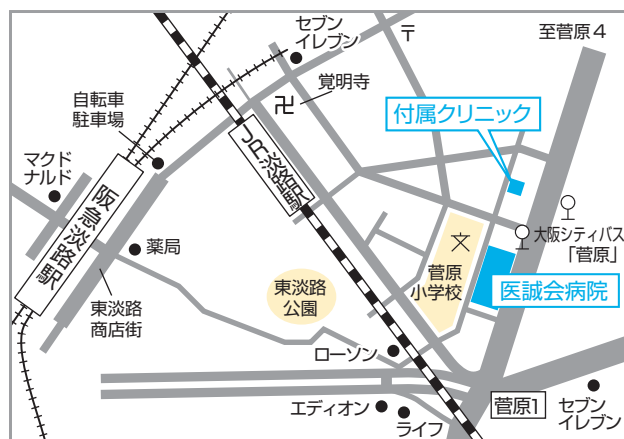 セブン
イレブン
〒
至菅原4
覚明寺
卍
自転車
駐車場
付属クリニック
JR淡路駅
マクド
ナルド
阪急淡路駅
大阪シティバス
「菅原」
薬局
文
菅原
小学校
医誠会病院
東淡路
商店街
東淡路
公園
ローソン
エディオン
ライフ
菅原1
セブン
イレブン